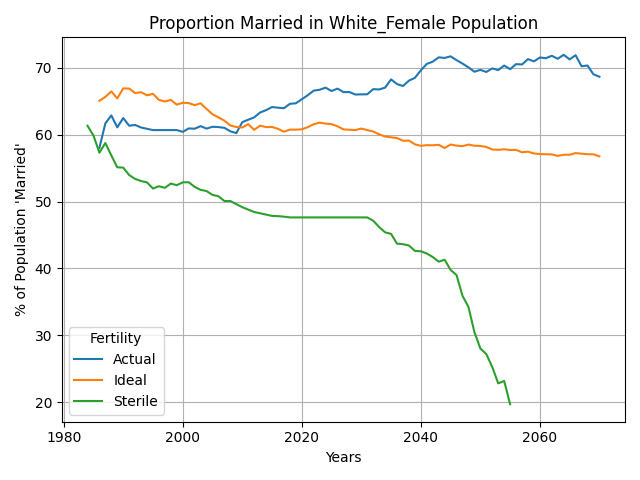 Proportion Married in White_Female Population
% of Population 'Married'
70
60
50
40
30
20
Fertility
Actual
Ideal
Sterile
1980
2000
2020
2040
2060
Years